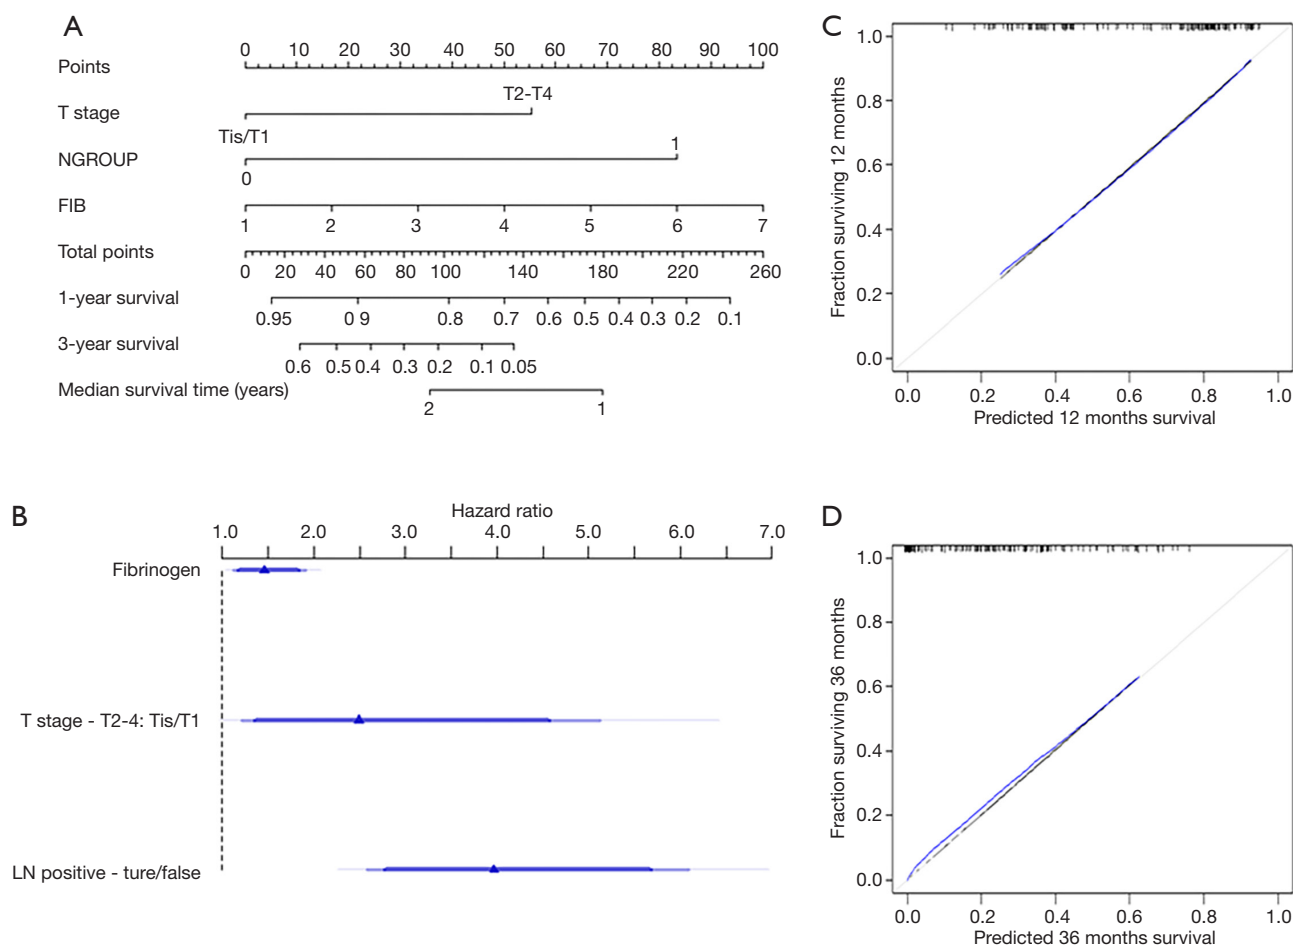 A
0 10 20 30 40 50 60 70 80 90 100
Points
T2-T4
T stage
Tis/T1
1
NGROUP
0
FIB
1 2 3 4 5 6 7
Total points
0 20 40 60 80 100 140 180 220 260
1-year survival
0.95 0 9 0.8 0.7 0.6 0.5 0.4 0.3 0.2 0.1
3-year survival
0.6 0.5 0.4 0.3 0.2 0.1 0.05
Median survival time (years)
2 1
B
Hazard ratio
1.0 2.0 3.0 4.0 5.0 6.0 7.0
Fibrinogen
T stage - T2-4: Tis/T1
LN positive - ture/false
C
Fraction surviving 12 months
1.0
0.8
0.6
0.4
0.2
0.0
0.0 0.2 0.4 0.6 0.8 1.0
Predicted 12 months survival
D
Fraction surviving 36 months
1.0
0.8
0.6
0.4
0.2
0.0
0.0 0.2 0.4 0.6 0.8 1.0
Predicted 36 months survival